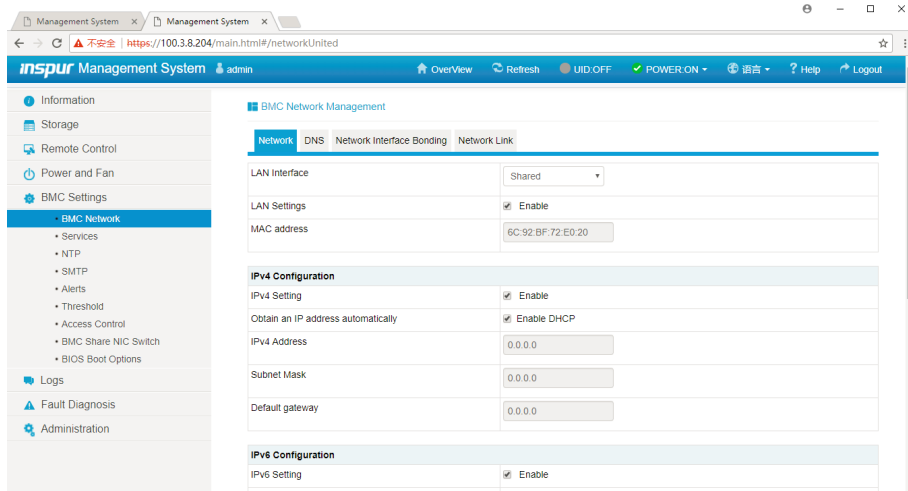 Management System
Management System
不安全 | https://100.3.8.204/main.html#/networkUnited
inspur Management System admin OverView Refresh UID:OFF POWER:ON 语言 ? Help Logout
Information
Storage
Remote Control
Power and Fan
BMC Settings
• BMC Network
• Services
• NTP
• SMTP
• Alerts
• Threshold
• Access Control
• BMC Share NIC Switch
• BIOS Boot Options
Logs
Fault Diagnosis
Administration
BMC Network Management
Network DNS Network Interface Bonding Network Link
LAN Interface Shared
LAN Settings Enable
MAC address 6C:92:BF:72:E0:20
IPv4 Configuration
IPv4 Setting Enable
Obtain an IP address automatically Enable DHCP
IPv4 Address 0.0.0.0
Subnet Mask 0.0.0.0
Default gateway 0.0.0.0
IPv6 Configuration
IPv6 Setting Enable